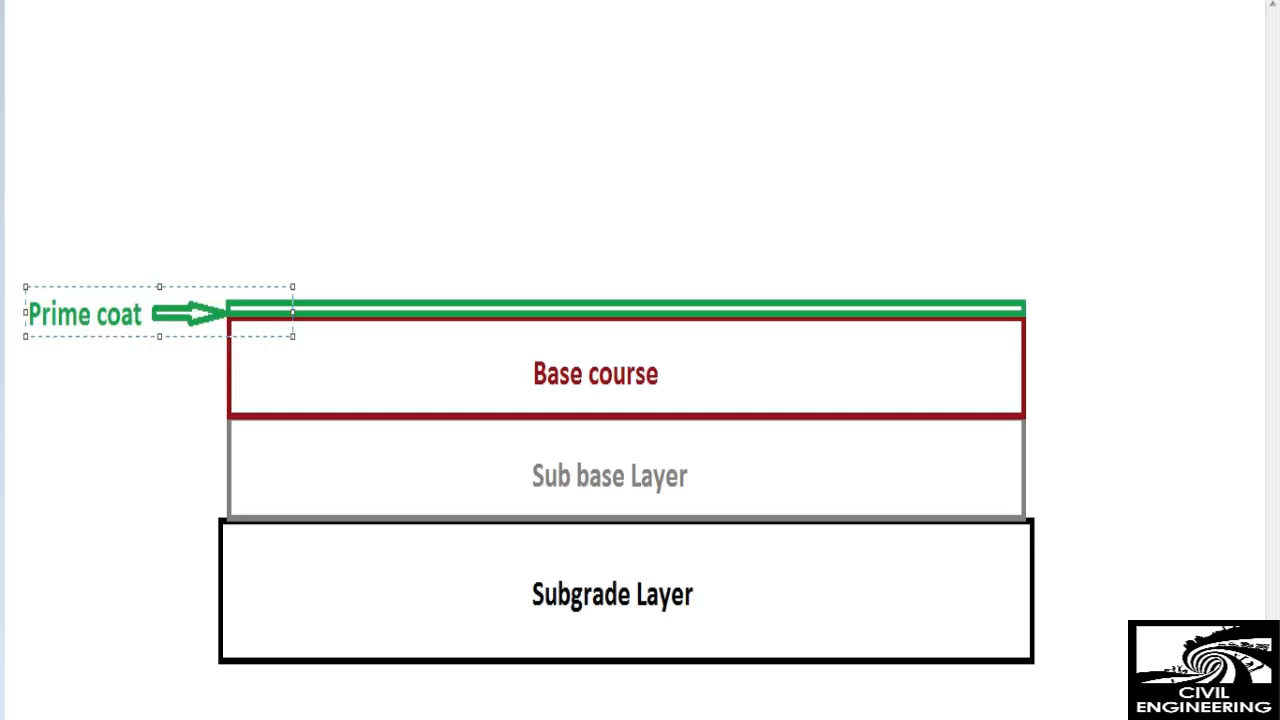 Prime coat
Base course
Sub base Layer
Subgrade Layer
CIVIL
ENGINEERING